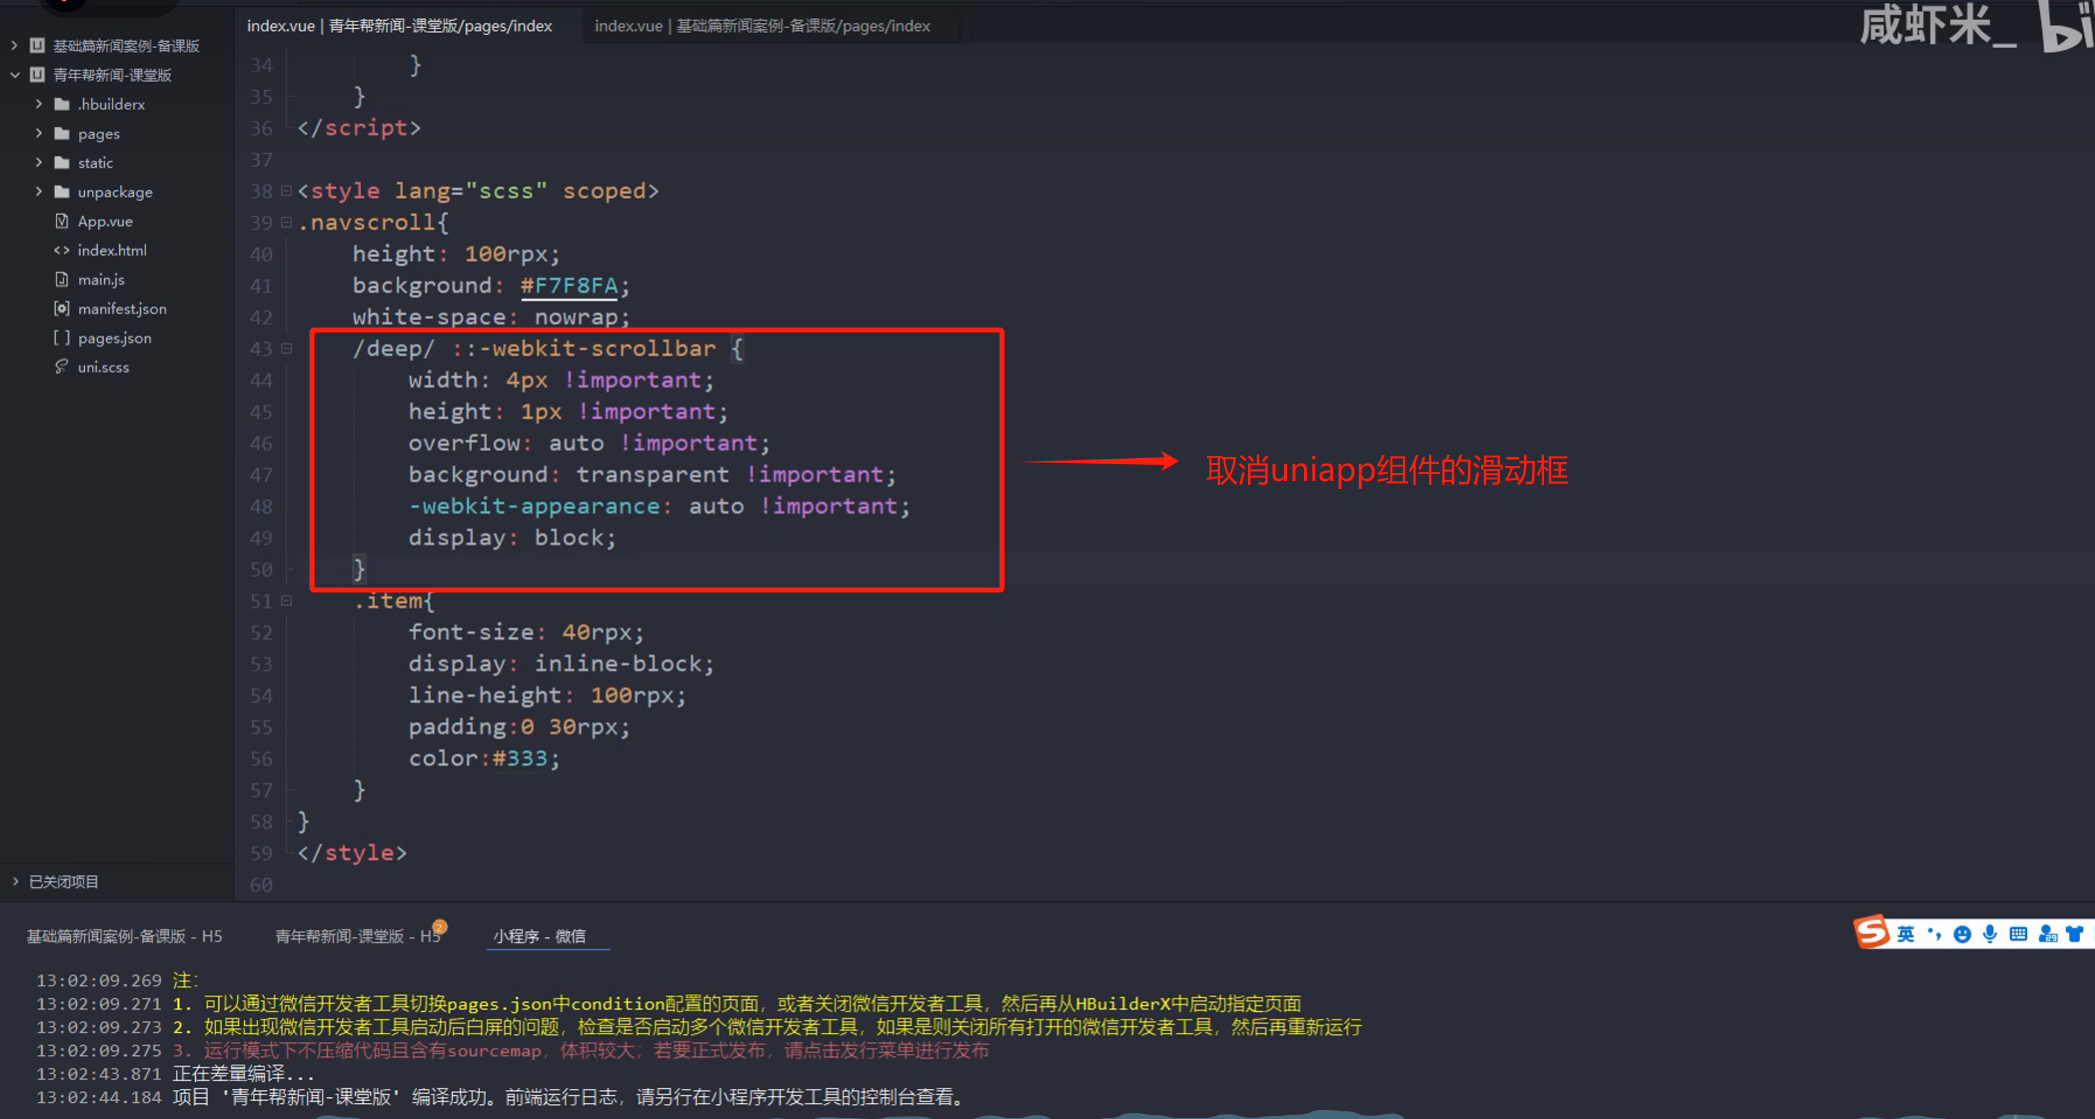 index.vue | 青年帮新闻-课堂版/pages/index
index.vue | 基础篇新闻案例-备课版/pages/index
咸虾米_
基础篇新闻案例-备课版
青年帮新闻-课堂版
.hbuilderx
pages
static
unpackage
App.vue
index.html
main.js
manifest.json
pages.json
uni.scss
已关闭项目
34 }
35 }
36 </script>
37
38 <style lang="scss" scoped>
39 .navscroll{
40 height: 100rpx;
41 background: #F7F8FA;
42 white-space: nowrap;
43 /deep/ ::-webkit-scrollbar {
44 width: 4px !important;
45 height: 1px !important;
46 overflow: auto !important;
47 background: transparent !important;
48 -webkit-appearance: auto !important;
49 display: block;
50 }
51 .item{
52 font-size: 40rpx;
53 display: inline-block;
54 line-height: 100rpx;
55 padding:0 30rpx;
56 color:#333;
57 }
58 }
59 </style>
60
取消uniapp组件的滑动框
基础篇新闻案例-备课版 - H5
青年帮新闻-课堂版 - H5
2
小程序 - 微信
英
13:02:09.269 注:
13:02:09.271 1. 可以通过微信开发者工具切换pages.json中condition配置的页面，或者关闭微信开发者工具，然后再从HBuilderX中启动指定页面
13:02:09.273 2. 如果出现微信开发者工具启动后白屏的问题，检查是否启动多个微信开发者工具，如果是则关闭所有打开的微信开发者工具，然后再重新运行
13:02:09.275 3. 运行模式下不压缩代码且含有sourcemap，体积较大；若要正式发布，请点击发行菜单进行发布
13:02:43.871 正在差量编译...
13:02:44.184 项目 '青年帮新闻-课堂版' 编译成功。前端运行日志，请另行在小程序开发工具的控制台查看。